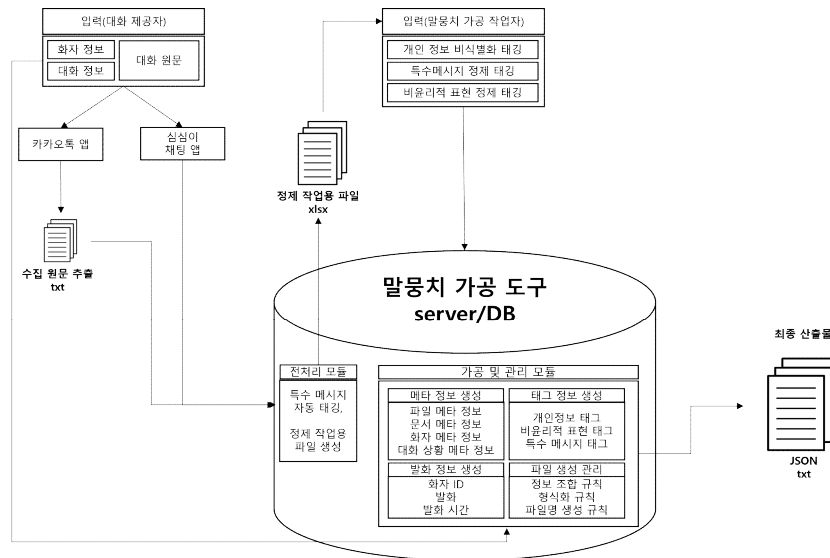 입력(대화 제공자)
화자 정보
대화 정보
대화 원문
카카오톡 앱
심심이
채팅 앱
수집 원문 추출
txt
입력(말뭉치 가공 작업자)
개인 정보 비식별화 태깅
특수메시지 정제 태깅
비윤리적 표현 정제 태깅
정제 작업용 파일
xlsx
말뭉치 가공 도구
server/DB
전처리 모듈
특수 메시지
자동 태깅,
정제 작업용
파일 생성
가공 및 관리 모듈
메타 정보 생성
파일 메타 정보
문서 메타 정보
화자 메타 정보
대화 상황 메타 정보
태그 정보 생성
개인정보 태그
비윤리적 표현 태그
특수 메시지 태그
발화 정보 생성
화자 ID
발화
발화 시간
파일 생성 관리
정보 조합 규칙
형식화 규칙
파일명 생성 규칙
최종 산출물
JSON
txt